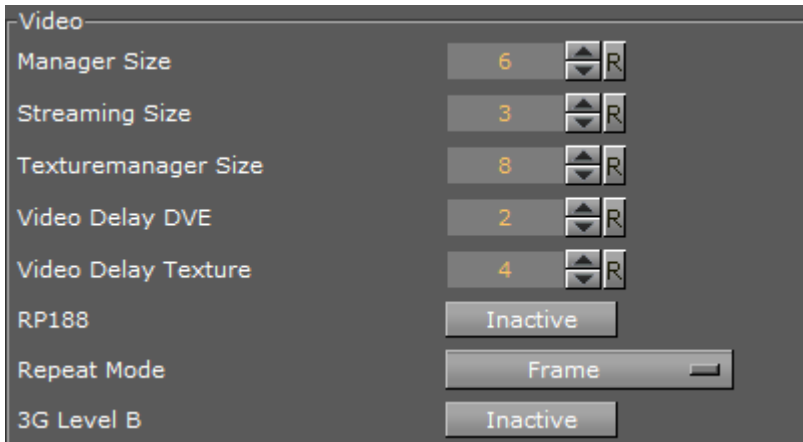 Video
Manager Size 6 R
Streaming Size 3 R
Texturemanager Size 8 R
Video Delay DVE 2 R
Video Delay Texture 4 R
RP188 Inactive
Repeat Mode Frame
3G Level B Inactive